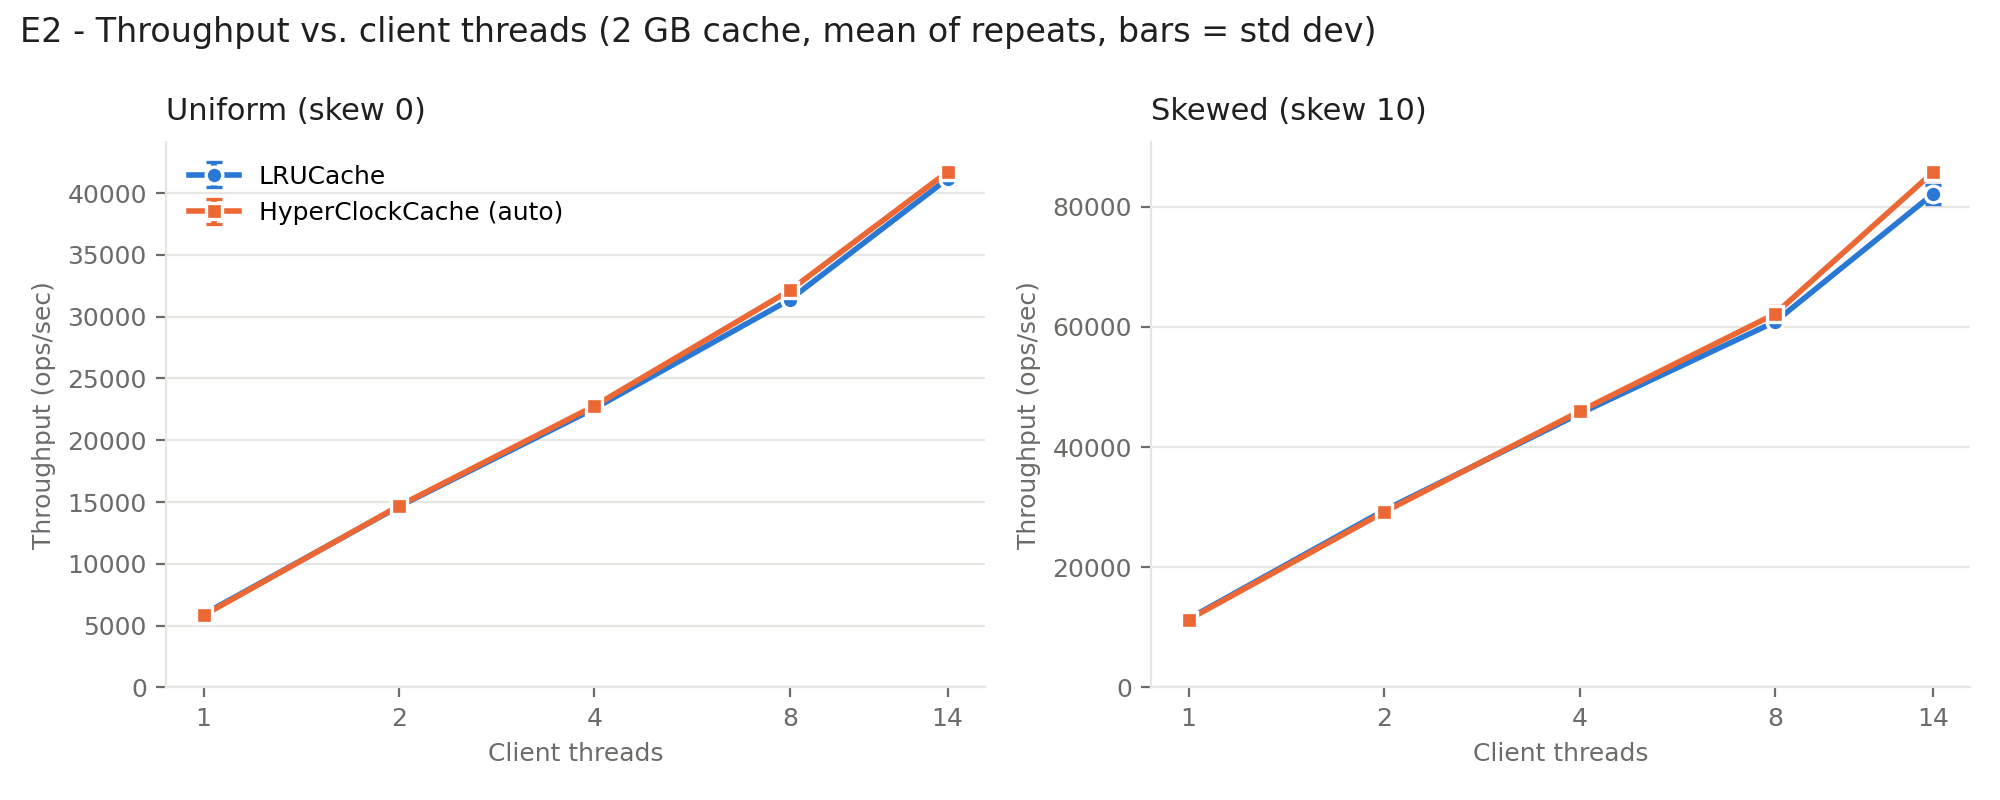 E2 - Throughput vs. client threads (2 GB cache, mean of repeats, bars = std dev)
Uniform (skew 0)
LRUCache
HyperClockCache (auto)
Throughput (ops/sec)
40000
35000
30000
25000
20000
15000
10000
5000
0
1 2 4 8 14
Client threads
Skewed (skew 10)
Throughput (ops/sec)
80000
60000
40000
20000
0
1 2 4 8 14
Client threads